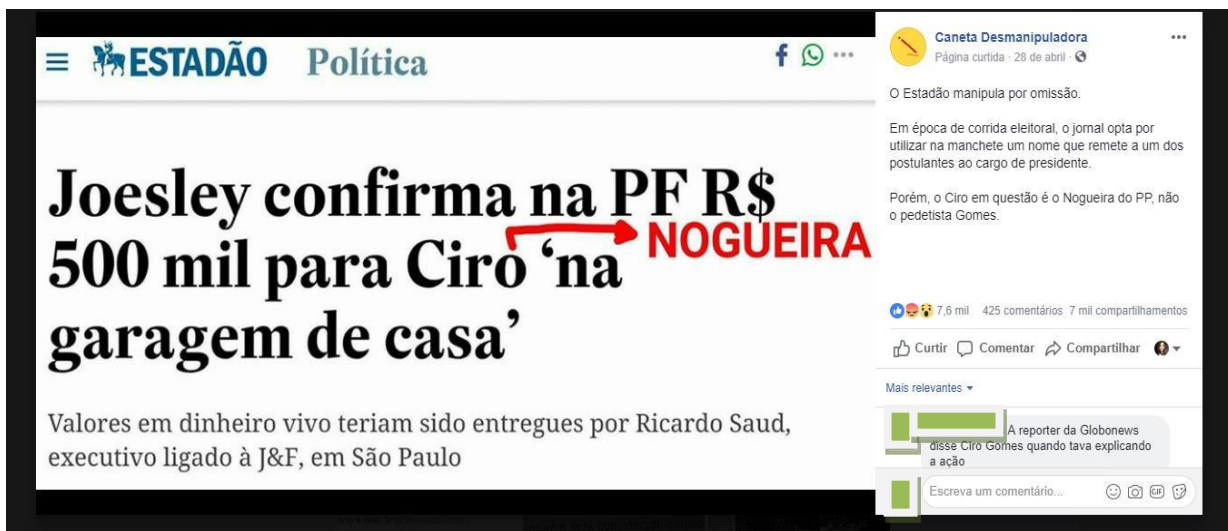 ESTADÃO Política
Joesley confirma na PF R$
500 mil para Ciro ‘na
NOGUEIRA
garagem de casa’
Valores em dinheiro vivo teriam sido entregues por Ricardo Saud,
executivo ligado à J&F, em São Paulo
Caneta Desmanipuladora
Página curtida · 28 de abril ·
O Estadão manipula por omissão.
Em época de corrida eleitoral, o jornal opta por
utilizar na manchete um nome que remete a um dos
postulantes ao cargo de presidente.
Porém, o Ciro em questão é o Nogueira do PP, não
o pedetista Gomes.
7,6 mil 425 comentários 7 mil compartilhamentos
Curtir Comentar Compartilhar
Mais relevantes
A reporter da Globonews
disse Ciro Gomes quando tava explicando
a ação
Escreva um comentário... GIF